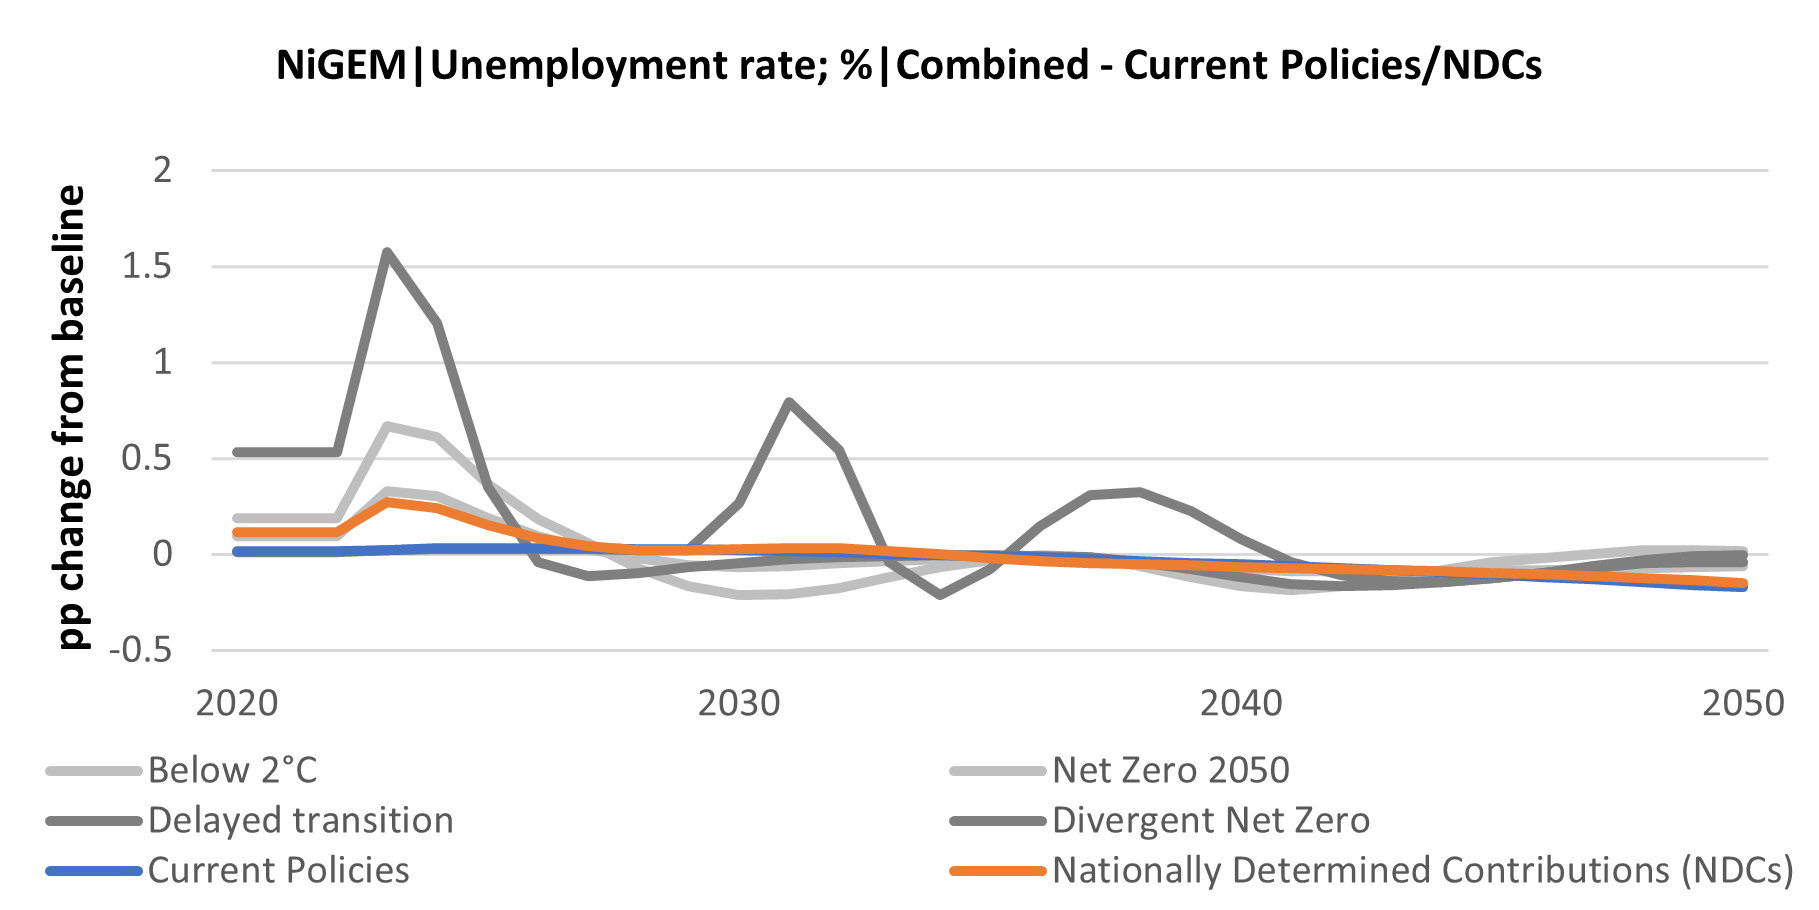 NiGEM|Unemployment rate; %|Combined - Current Policies/NDCs
pp change from baseline
2
1.5
1
0.5
0
-0.5
2020 2030 2040 2050
Below 2°C Net Zero 2050
Delayed transition Divergent Net Zero
Current Policies Nationally Determined Contributions (NDCs)